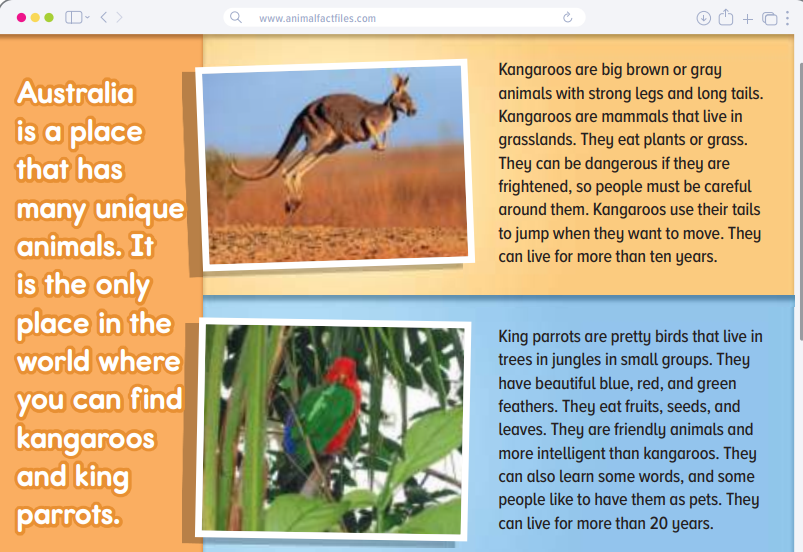 www.animalfactfiles.com
Australia
is a place
that has
many unique
animals. It
is the only
place in the
world where
you can find
kangaroos
and king
parrots.
Kangaroos are big brown or gray
animals with strong legs and long tails.
Kangaroos are mammals that live in
grasslands. They eat plants or grass.
They can be dangerous if they are
frightened, so people must be careful
around them. Kangaroos use their tails
to jump when they want to move. They
can live for more than ten years.
King parrots are pretty birds that live in
trees in jungles in small groups. They
have beautiful blue, red, and green
feathers. They eat fruits, seeds, and
leaves. They are friendly animals and
more intelligent than kangaroos. They
can also learn some words, and some
people like to have them as pets. They
can live for more than 20 years.